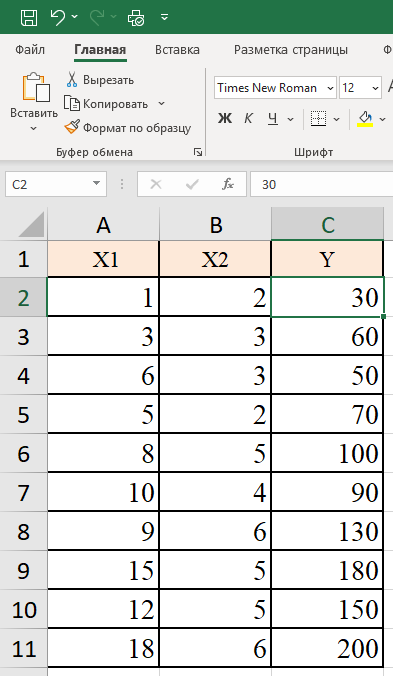 Файл Главная Вставка Разметка страницы Ф
Вставить
Вырезать
Копировать
Формат по образцу
Буфер обмена
Times New Roman 12
Ж К Ч
Шрифт
C2 fx 30
A B C
1 X1 X2 Y
2 1 2 30
3 3 3 60
4 6 3 50
5 5 2 70
6 8 5 100
7 10 4 90
8 9 6 130
9 15 5 180
10 12 5 150
11 18 6 200